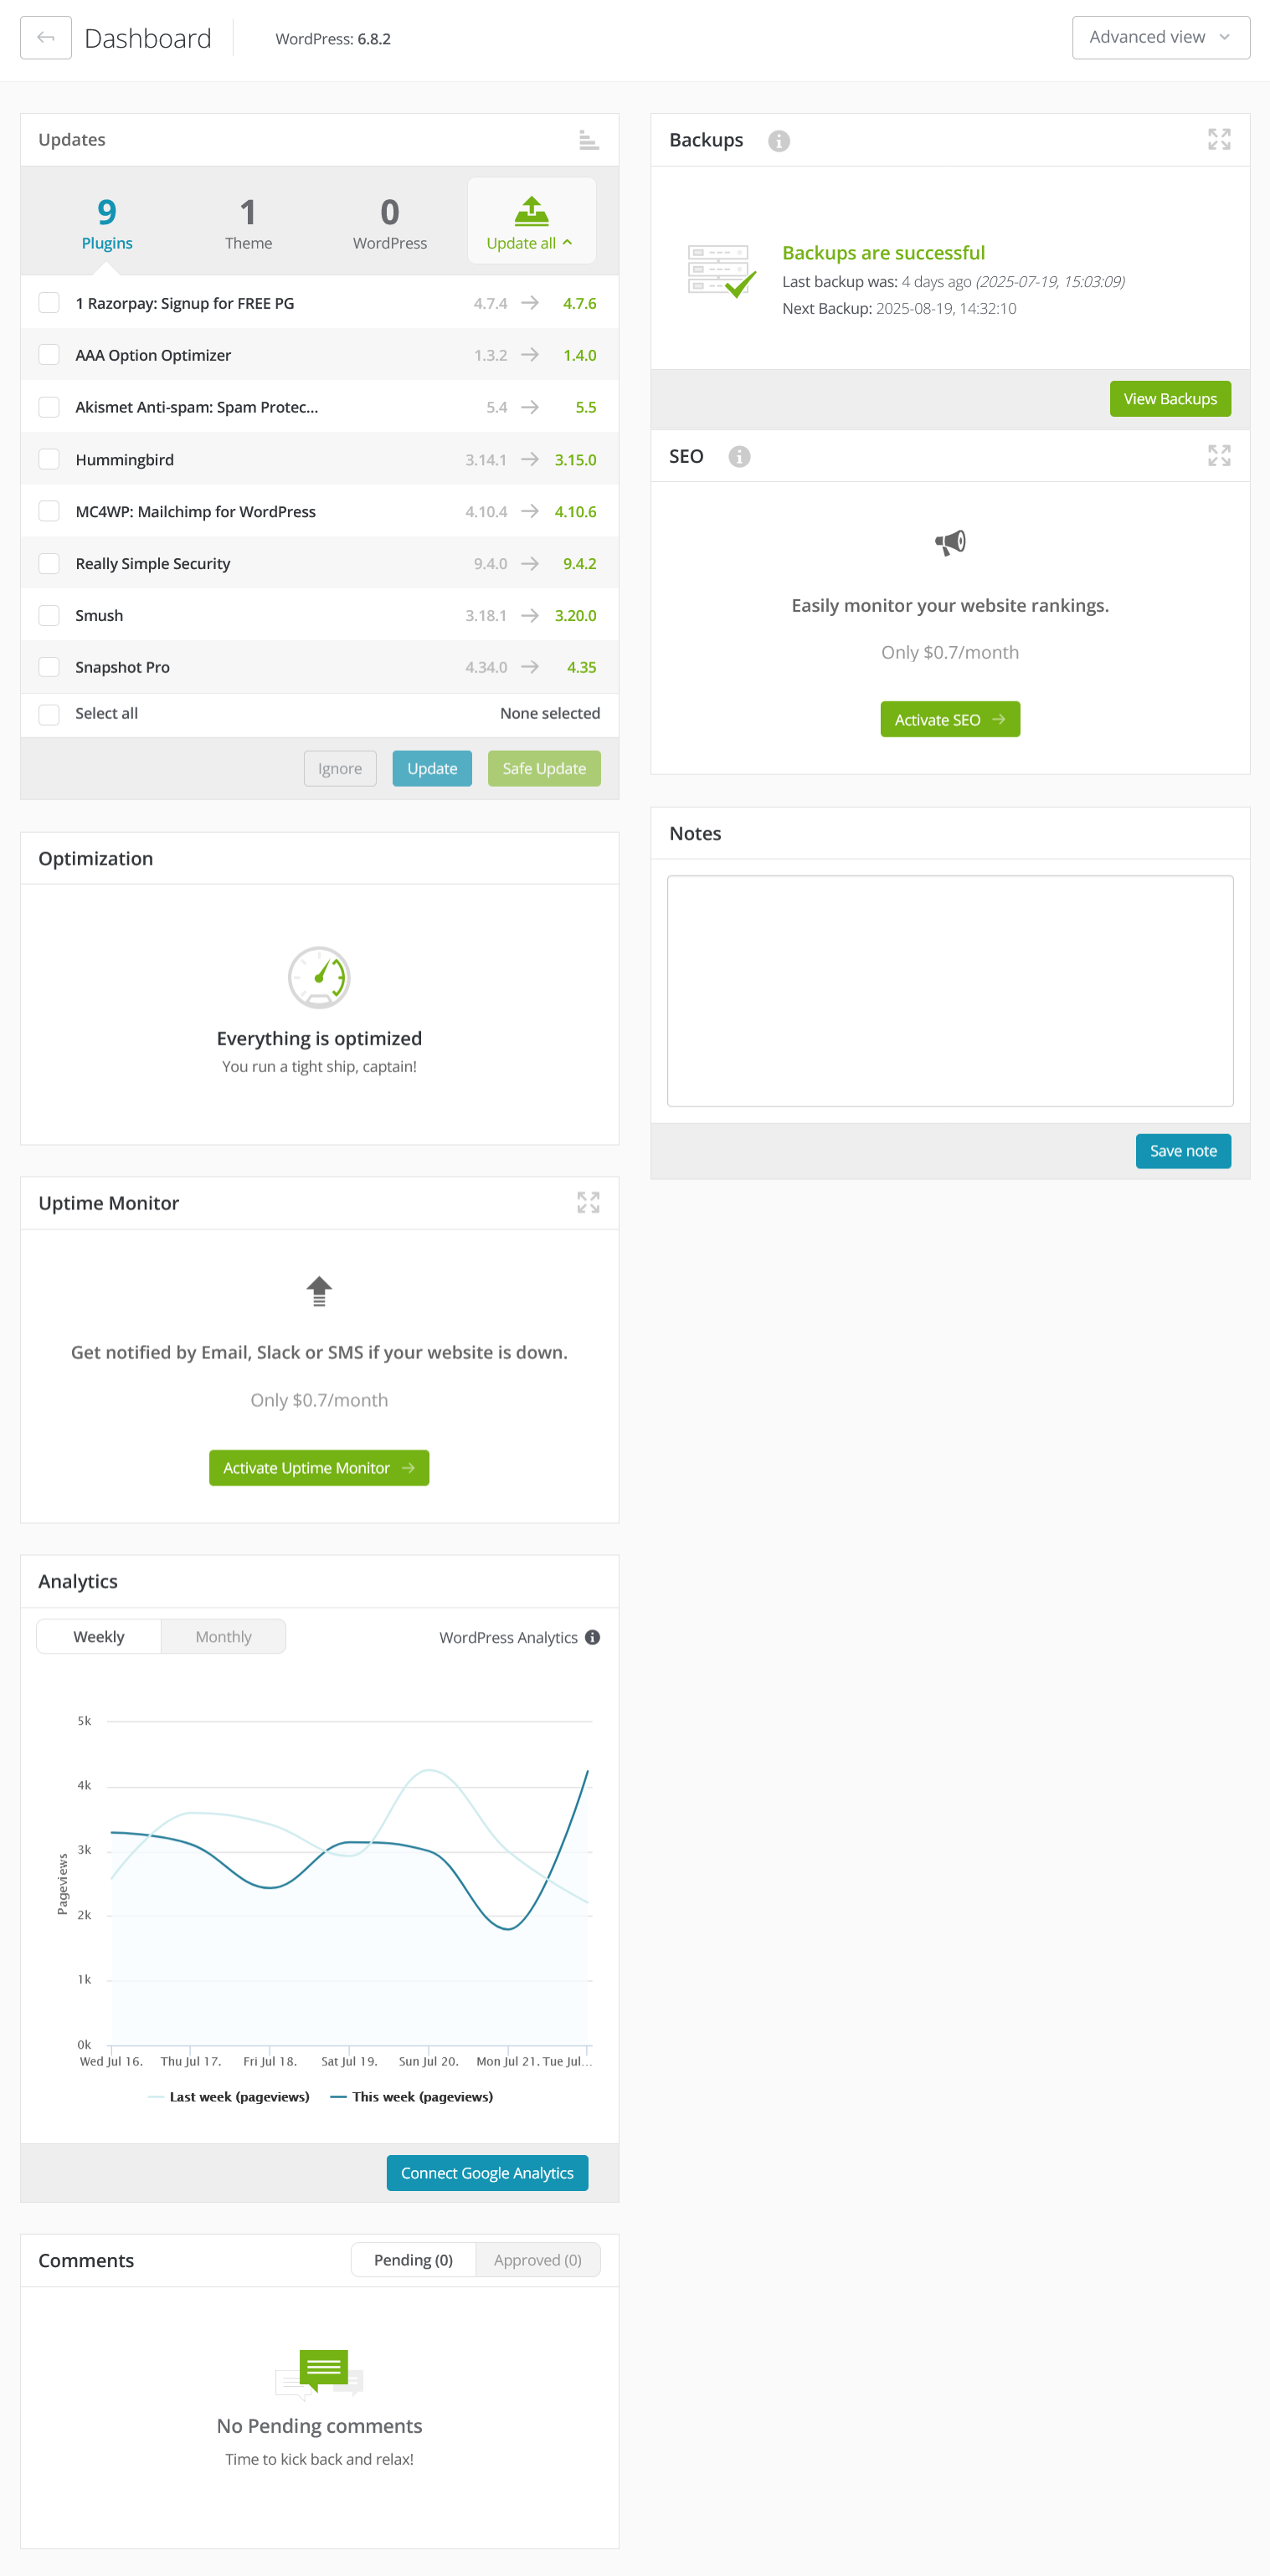 Dashboard
WordPress: 6.8.2
Advanced view
Updates
9
Plugins
1
Theme
0
WordPress
Update all
1 Razorpay: Signup for FREE PG 4.7.4 4.7.6
AAA Option Optimizer 1.3.2 1.4.0
Akismet Anti-spam: Spam Protec... 5.4 5.5
Hummingbird 3.14.1 3.15.0
MC4WP: Mailchimp for WordPress 4.10.4 4.10.6
Really Simple Security 9.4.0 9.4.2
Smush 3.18.1 3.20.0
Snapshot Pro 4.34.0 4.35
Select all None selected
Ignore Update Safe Update
Optimization
Everything is optimized
You run a tight ship, captain!
Uptime Monitor
Get notified by Email, Slack or SMS if your website is down.
Only $0.7/month
Activate Uptime Monitor
Analytics
Weekly Monthly WordPress Analytics
5k
4k
3k
2k
1k
0k
Pageviews
Wed Jul 16. Thu Jul 17. Fri Jul 18. Sat Jul 19. Sun Jul 20. Mon Jul 21. Tue Jul...
Last week (pageviews) This week (pageviews)
Connect Google Analytics
Comments Pending (0) Approved (0)
No Pending comments
Time to kick back and relax!
Backups
Backups are successful
Last backup was: 4 days ago (2025-07-19, 15:03:09)
Next Backup: 2025-08-19, 14:32:10
View Backups
SEO
Easily monitor your website rankings.
Only $0.7/month
Activate SEO
Notes
Save note